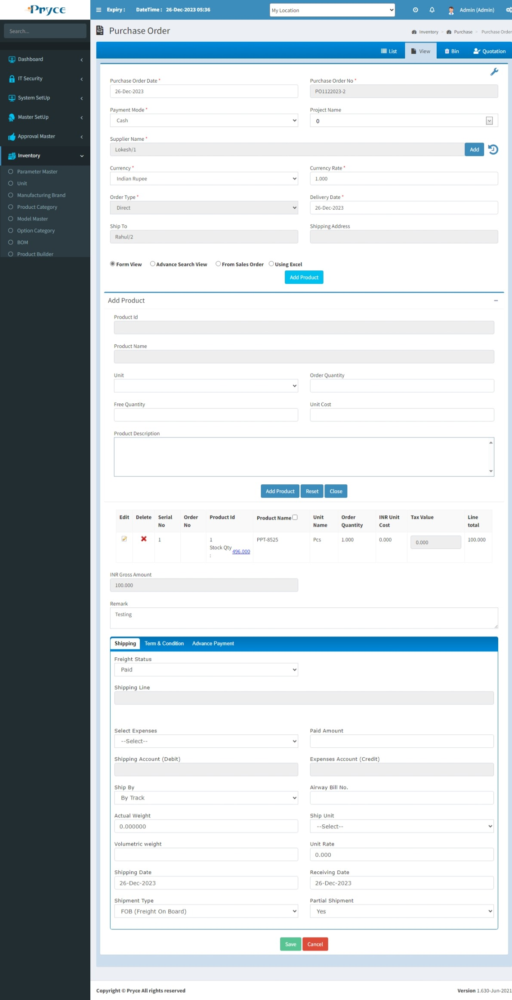 Pryce
Expiry :
DateTime : 26-Dec-2023 05:36
My Location
Admin (Admin)
Search...
Dashboard
IT Security
System SetUp
Master SetUp
Approval Master
Inventory
Parameter Master
Unit
Manufacturing Brand
Product Category
Model Master
Option Category
BOM
Product Builder
Purchase Order
Inventory > Purchase > Purchase Order
List View Bin Quotation
Purchase Order Date * Purchase Order No *
26-Dec-2023 PO1122023-2
Payment Mode * Project Name
Cash 0
Supplier Name *
Lokesh/1 Add
Currency * Currency Rate *
Indian Rupee 1.000
Order Type * Delivery Date *
Direct 26-Dec-2023
Ship To Shipping Address
Rahul/2
Form View Advance Search View From Sales Order Using Excel
Add Product
Add Product
Product Id
Product Name
Unit Order Quantity
Free Quantity Unit Cost
Product Description
Add Product Reset Close
Edit Delete Serial No Order No Product Id Product Name Unit Name Order Quantity INR Unit Cost Tax Value Line total
1 1 PPT-8525 Pcs 1.000 0.000 0.000 100.000
Stock Qty : 496.000
INR Gross Amount
100.000
Remark
Testing
Shipping Term & Condition Advance Payment
Freight Status
Paid
Shipping Line
Select Expenses Paid Amount
--Select--
Shipping Account (Debit) Expenses Account (Credit)
Ship By Airway Bill No.
By Track
Actual Weight Ship Unit
0.000000 --Select--
Volumetric weight Unit Rate
0.000
Shipping Date Receiving Date
26-Dec-2023 26-Dec-2023
Shipment Type Partial Shipment
FOB (Freight On Board) Yes
Save Cancel
Copyright © Pryce All rights reserved Version 1.630-Jun-2021